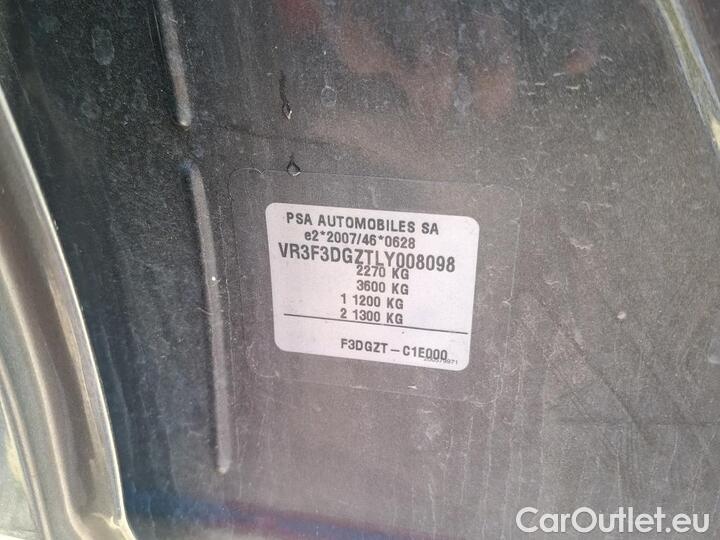 PSA AUTOMOBILES SA
e2*2007/46*0628
VR3F3DGZTLY008098
2270 KG
3600 KG
1 1200 KG
2 1300 KG
F3DGZT-C1E000
CarOutlet.eu